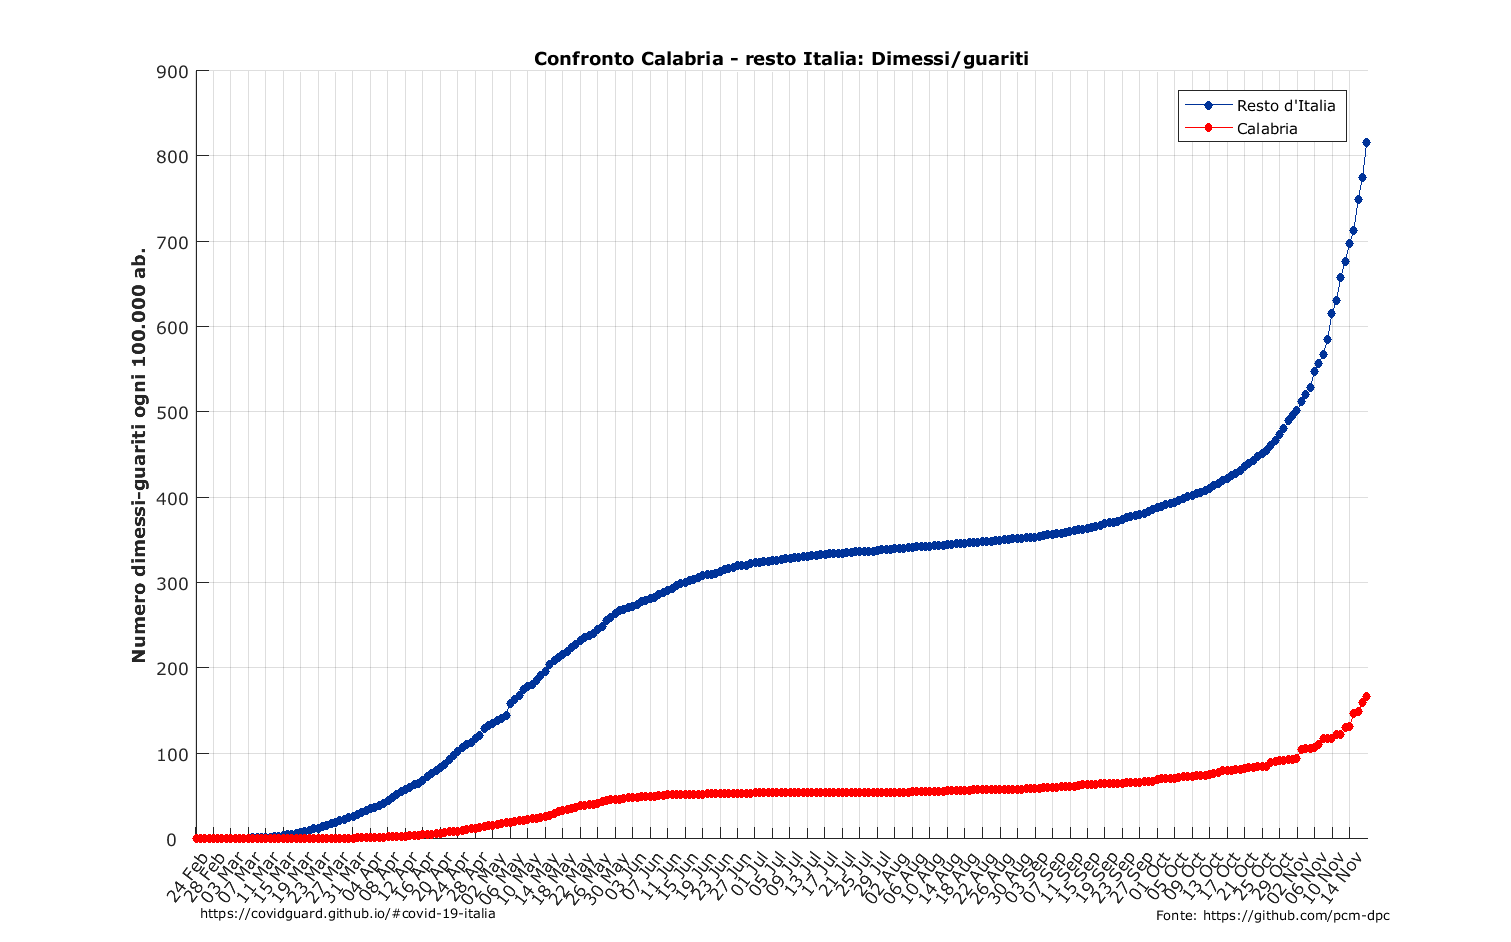 Confronto Calabria - resto Italia: Dimessi/guariti
Numero dimessi-guariti ogni 100.000 ab.
900
800
700
600
500
400
300
200
100
0
Resto d'Italia
Calabria
24 Feb
28 Feb
03 Mar
07 Mar
11 Mar
15 Mar
19 Mar
23 Mar
27 Mar
31 Mar
04 Apr
08 Apr
12 Apr
16 Apr
20 Apr
24 Apr
28 Apr
02 May
06 May
10 May
14 May
18 May
22 May
26 May
30 May
03 Jun
07 Jun
11 Jun
15 Jun
19 Jun
23 Jun
27 Jun
01 Jul
05 Jul
09 Jul
13 Jul
17 Jul
21 Jul
25 Jul
29 Jul
02 Aug
06 Aug
10 Aug
14 Aug
18 Aug
22 Aug
26 Aug
30 Aug
03 Sep
07 Sep
11 Sep
15 Sep
19 Sep
23 Sep
27 Sep
01 Oct
05 Oct
09 Oct
13 Oct
17 Oct
21 Oct
25 Oct
29 Oct
02 Nov
06 Nov
10 Nov
14 Nov
https://covidguard.github.io/#covid-19-italia
Fonte: https://github.com/pcm-dpc